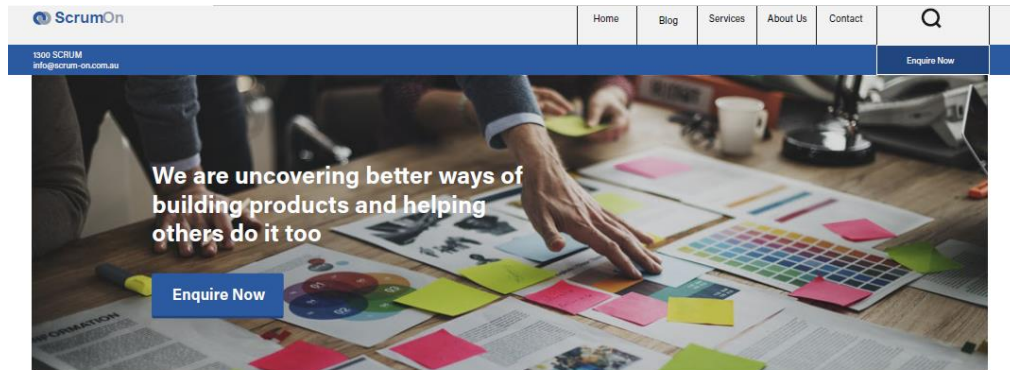 ScrumOn
Home
Blog
Services
About Us
Contact
1300 SCRUM
info@scrum-on.com.au
Enquire Now
We are uncovering better ways of
building products and helping
others do it too
Enquire Now
INFORMATION